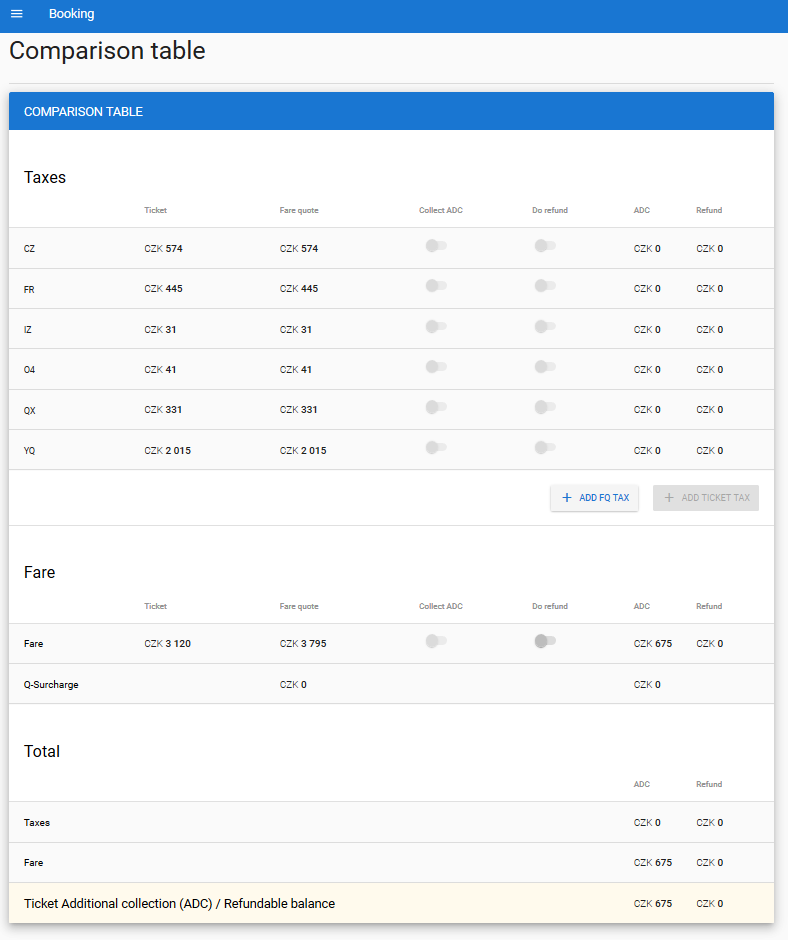 Booking
Comparison table
COMPARISON TABLE
Taxes
Ticket Fare quote Collect ADC Do refund ADC Refund
CZ CZK 574 CZK 574 CZK 0 CZK 0
FR CZK 445 CZK 445 CZK 0 CZK 0
IZ CZK 31 CZK 31 CZK 0 CZK 0
O4 CZK 41 CZK 41 CZK 0 CZK 0
QX CZK 331 CZK 331 CZK 0 CZK 0
YQ CZK 2 015 CZK 2 015 CZK 0 CZK 0
+ ADD FQ TAX + ADD TICKET TAX
Fare
Ticket Fare quote Collect ADC Do refund ADC Refund
Fare CZK 3 120 CZK 3 795 CZK 675 CZK 0
Q-Surcharge CZK 0 CZK 0
Total
ADC Refund
Taxes CZK 0 CZK 0
Fare CZK 675 CZK 0
Ticket Additional collection (ADC) / Refundable balance CZK 675 CZK 0